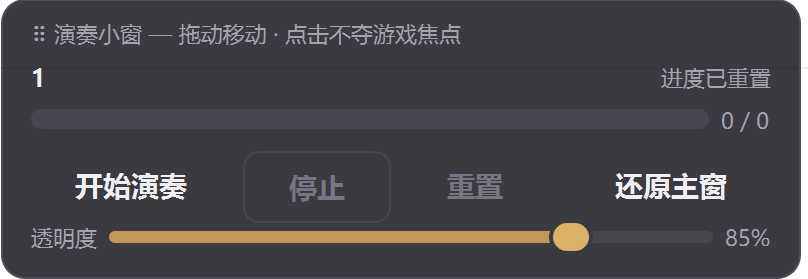 演奏小窗 — 拖动移动 · 点击不夺游戏焦点
1 进度已重置
0 / 0
开始演奏 停止 重置 还原主窗
透明度 85%